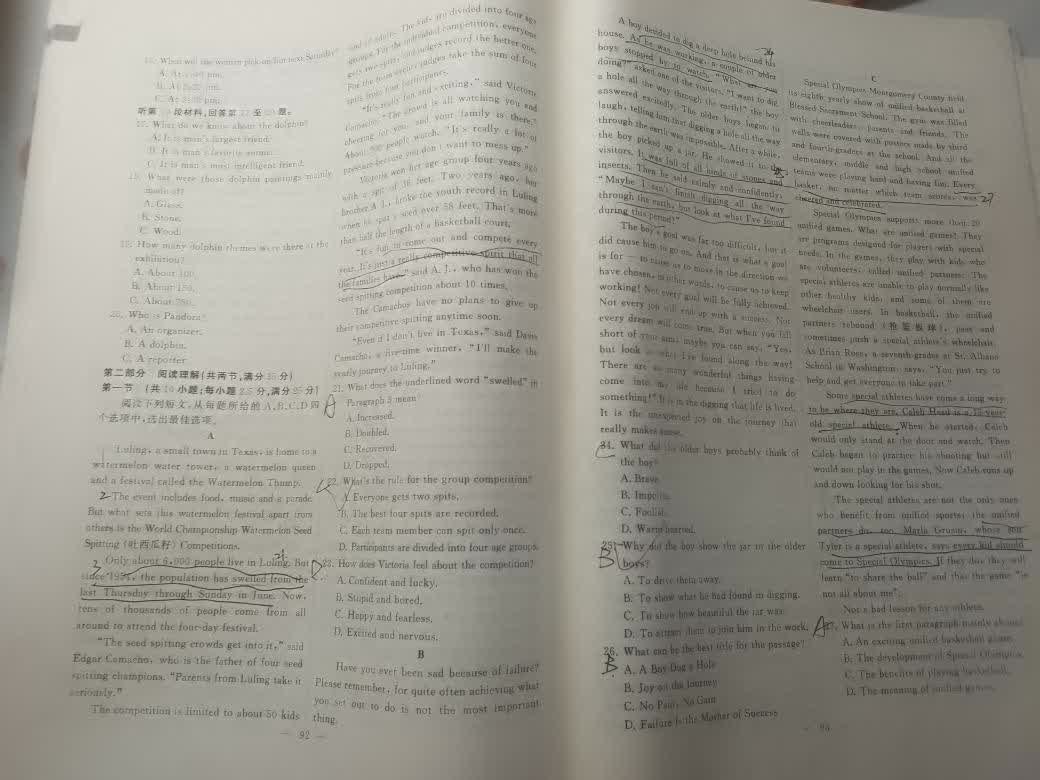 16. What will the woman pick on her next Saturday?
A. At
B. At
C. At
听第 段材料,回答第17至20题。
17. What do we know about the dolphin?
A. It is man's largest friend.
B. It is man's favorite animal.
C. It is man's most intelligent friend.
18. What were those dolphin paintings mainly
made of?
A. Glass.
B. Stone.
C. Wood.
19. How many dolphin themes were there at the
exhibition?
A. About 100.
B. About 150.
C. About 750.
20. Who is Pandora?
A. An organizer.
B. A dolphin.
C. A reporter.
第二部分 阅读理解(共两节,满分35分)
第一节 (共10小题;每小题2.5分,满分25分)
阅读下列短文,从每题所给的A、B、C、D四
个选项中,选出最佳选项。
A
Luling, a small town in Texas, is home to a
watermelon water tower, a watermelon queen
and a festival called the Watermelon Thump.
2 The event includes food, music and a parade.
But what sets this watermelon festival apart from
others is the World Championship Watermelon Seed
Spitting (吐西瓜籽) Competitions.
21
3 Only about 5,000 people live in Luling. But
since 1954, the population has swelled from the
last Thursday through Sunday in June. Now,
tens of thousands of people come from all
around to attend the four-day festival.
"The seed spitting crowds get into it," said
Edgar Camacho, who is the father of four seed
spitting champions. "Parents from Luling take it
seriously."
The competition is limited to about 50 kids
— 92 —
and adults. The kids are divided into four age
groups. For the individual competition, everyone
gets two spits, and judges record the better one.
For the team event, judges take the sum of four
spits from four participants.
"It's really fun and exciting," said Victoria
Camacho. "The crowd is all watching you and
cheering for you, and your family is there."
About 500 people watch. "It's really a lot of
pressure because you don't want to mess up."
Victoria won her age group four years ago
with a spit of 36 feet. Two years ago, her
brother A.J., broke the youth record in Luling
when he spat a seed over 58 feet. That's more
than half the length of a basketball court.
"It's fun to come out and compete every
year. It's just a really competitive spirit that all
the families have," said A.J., who has won the
seed spitting competition about 10 times.
The Camachos have no plans to give up
their competitive spitting anytime soon.
"Even if I don't live in Texas," said Davis
Camacho, a five-time winner, "I'll make the
yearly journey to Luling."
A 21. What does the underlined word "swelled" in
Paragraph 3 mean?
A. Increased.
B. Doubled.
C. Recovered.
D. Dropped.
22. What's the rule for the group competition?
A. Everyone gets two spits.
B. The best four spits are recorded.
C. Each team member can spit only once.
D. Participants are divided into four age groups.
D 23. How does Victoria feel about the competition?
A. Confident and lucky.
B. Stupid and bored.
C. Happy and fearless.
D. Excited and nervous.
B
Have you ever been sad because of failure?
Please remember, for quite often achieving what
you set out to do is not the most important
thing.
A boy decided to dig a deep hole behind his
24
house. As he was working, a couple of older
boys stopped by to watch. "What are you
doing?" asked one of the visitors. "I want to dig
a hole all the way through the earth!" the boy
answered excitedly. The older boys began to
laugh, telling him that digging a hole all the way
through the earth was impossible. After a while,
the boy picked up a jar. He showed it to the
25
visitors. It was full of all kinds of stones and
insects. Then he said calmly and confidently,
"Maybe I can't finish digging all the way
through the earth, but look at what I've found
during this period!"
The boy's goal was far too difficult, but it
did cause him to go on. And that is what a goal
is for — to cause us to move in the direction we
have chosen, in other words, to cause us to keep
working! Not every goal will be fully achieved.
Not every job will end up with a success. Not
every dream will come true. But when you fall
short of your aim, maybe you can say, "Yes,
but look at what I've found along the way!
There are so many wonderful things having
come into my life because I tried to do
something!" It is in the digging that life is lived.
It is the unexpected joy on the journey that
really makes sense.
C 24. What did the older boys probably think of
the boy?
A. Brave.
B. Impolite.
C. Foolish.
D. Warm-hearted.
B 25. Why did the boy show the jar to the older
boys?
A. To drive them away.
B. To show what he had found in digging.
C. To show how beautiful the jar was.
D. To attract them to join him in the work.
B 26. What can be the best title for the passage?
A. A Boy Dug a Hole
B. Joy on the Journey
C. No Pain, No Gain
D. Failure Is the Mother of Success
C
Special Olympics Montgomery County held
its eighth yearly show of unified basketball at
Blessed Sacrament School. The gym was filled
with cheerleaders, parents and friends. The
walls were covered with posters made by third
and fourth-graders at the school. And all the
elementary, middle and high school unified
teams were playing hard and having fun. Every
basket, no matter which team scores, was 27
cheered and celebrated.
Special Olympics supports more than 20
unified games. What are unified games? They
are programs designed for players with special
needs. In the games, they play with kids who
are volunteers, called unified partners. The
special athletes are unable to play normally like
other healthy kids, and some of them are
wheelchair users. In basketball, the unified
partners rebound (抢篮板球), pass and
sometimes push a special athlete's wheelchair.
As Brian Rose, a seventh-grader at St. Albans
School in Washington, says, "You just try to
help and get everyone to take part."
Some special athletes have come a long way
to be where they are. Caleb Hoad is a 12-year-
old special athlete. When he started, Caleb
would only stand at the door and watch. Then
Caleb began to practice his shooting but still
would not play in the games. Now Caleb runs up
and down looking for his shot.
The special athletes are not the only ones
who benefit from unified sports; the unified
partners do, too. Marla Grusin, whose son
Tyler is a special athlete, says every kid should
come to Special Olympics. If they do, they will
learn "to share the ball" and that the game "is
not all about me".
Not a bad lesson for any athlete.
A 27. What is the first paragraph mainly about?
A. An exciting unified basketball game.
B. The development of Special Olympics.
C. The benefits of playing basketball.
D. The meaning of unified games.